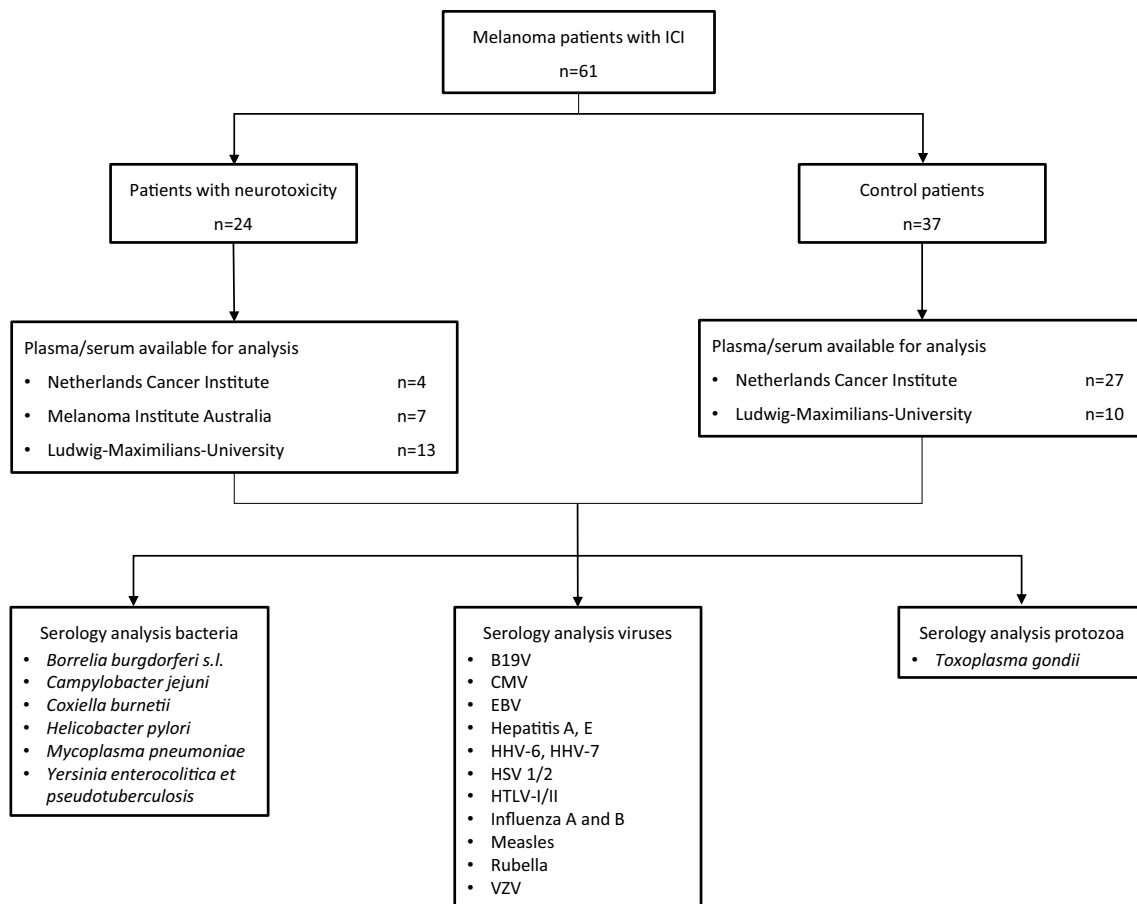 Melanoma patients with ICI
n=61
Patients with neurotoxicity
n=24
Control patients
n=37
Plasma/serum available for analysis
• Netherlands Cancer Institute n=4
• Melanoma Institute Australia n=7
• Ludwig-Maximilians-University n=13
Plasma/serum available for analysis
• Netherlands Cancer Institute n=27
• Ludwig-Maximilians-University n=10
Serology analysis bacteria
• Borrelia burgdorferi s.l.
• Campylobacter jejuni
• Coxiella burnetii
• Helicobacter pylori
• Mycoplasma pneumoniae
• Yersinia enterocolitica et
pseudotuberculosis
Serology analysis viruses
• B19V
• CMV
• EBV
• Hepatitis A, E
• HHV-6, HHV-7
• HSV 1/2
• HTLV-I/II
• Influenza A and B
• Measles
• Rubella
• VZV
Serology analysis protozoa
• Toxoplasma gondii